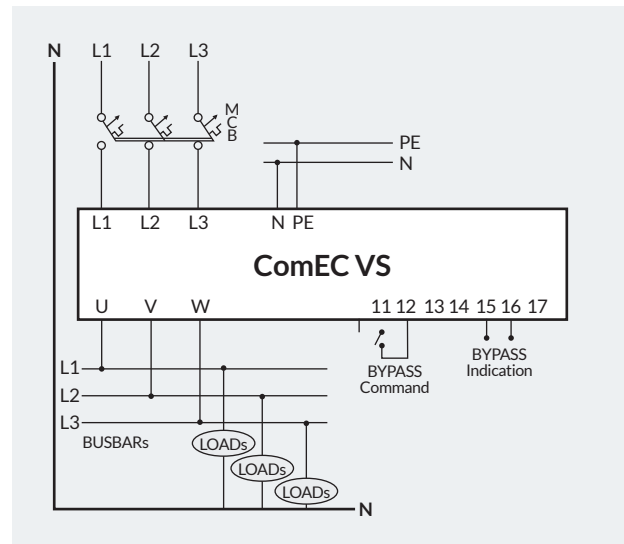 N L1 L2 L3
M
C
B
PE
N
L1 L2 L3 N PE
ComEC VS
U V W 11 12 13 14 15 16 17
BYPASS
Command
BYPASS
Indication
L1
L2
L3
BUSBARs
LOADs
LOADs
LOADs
N